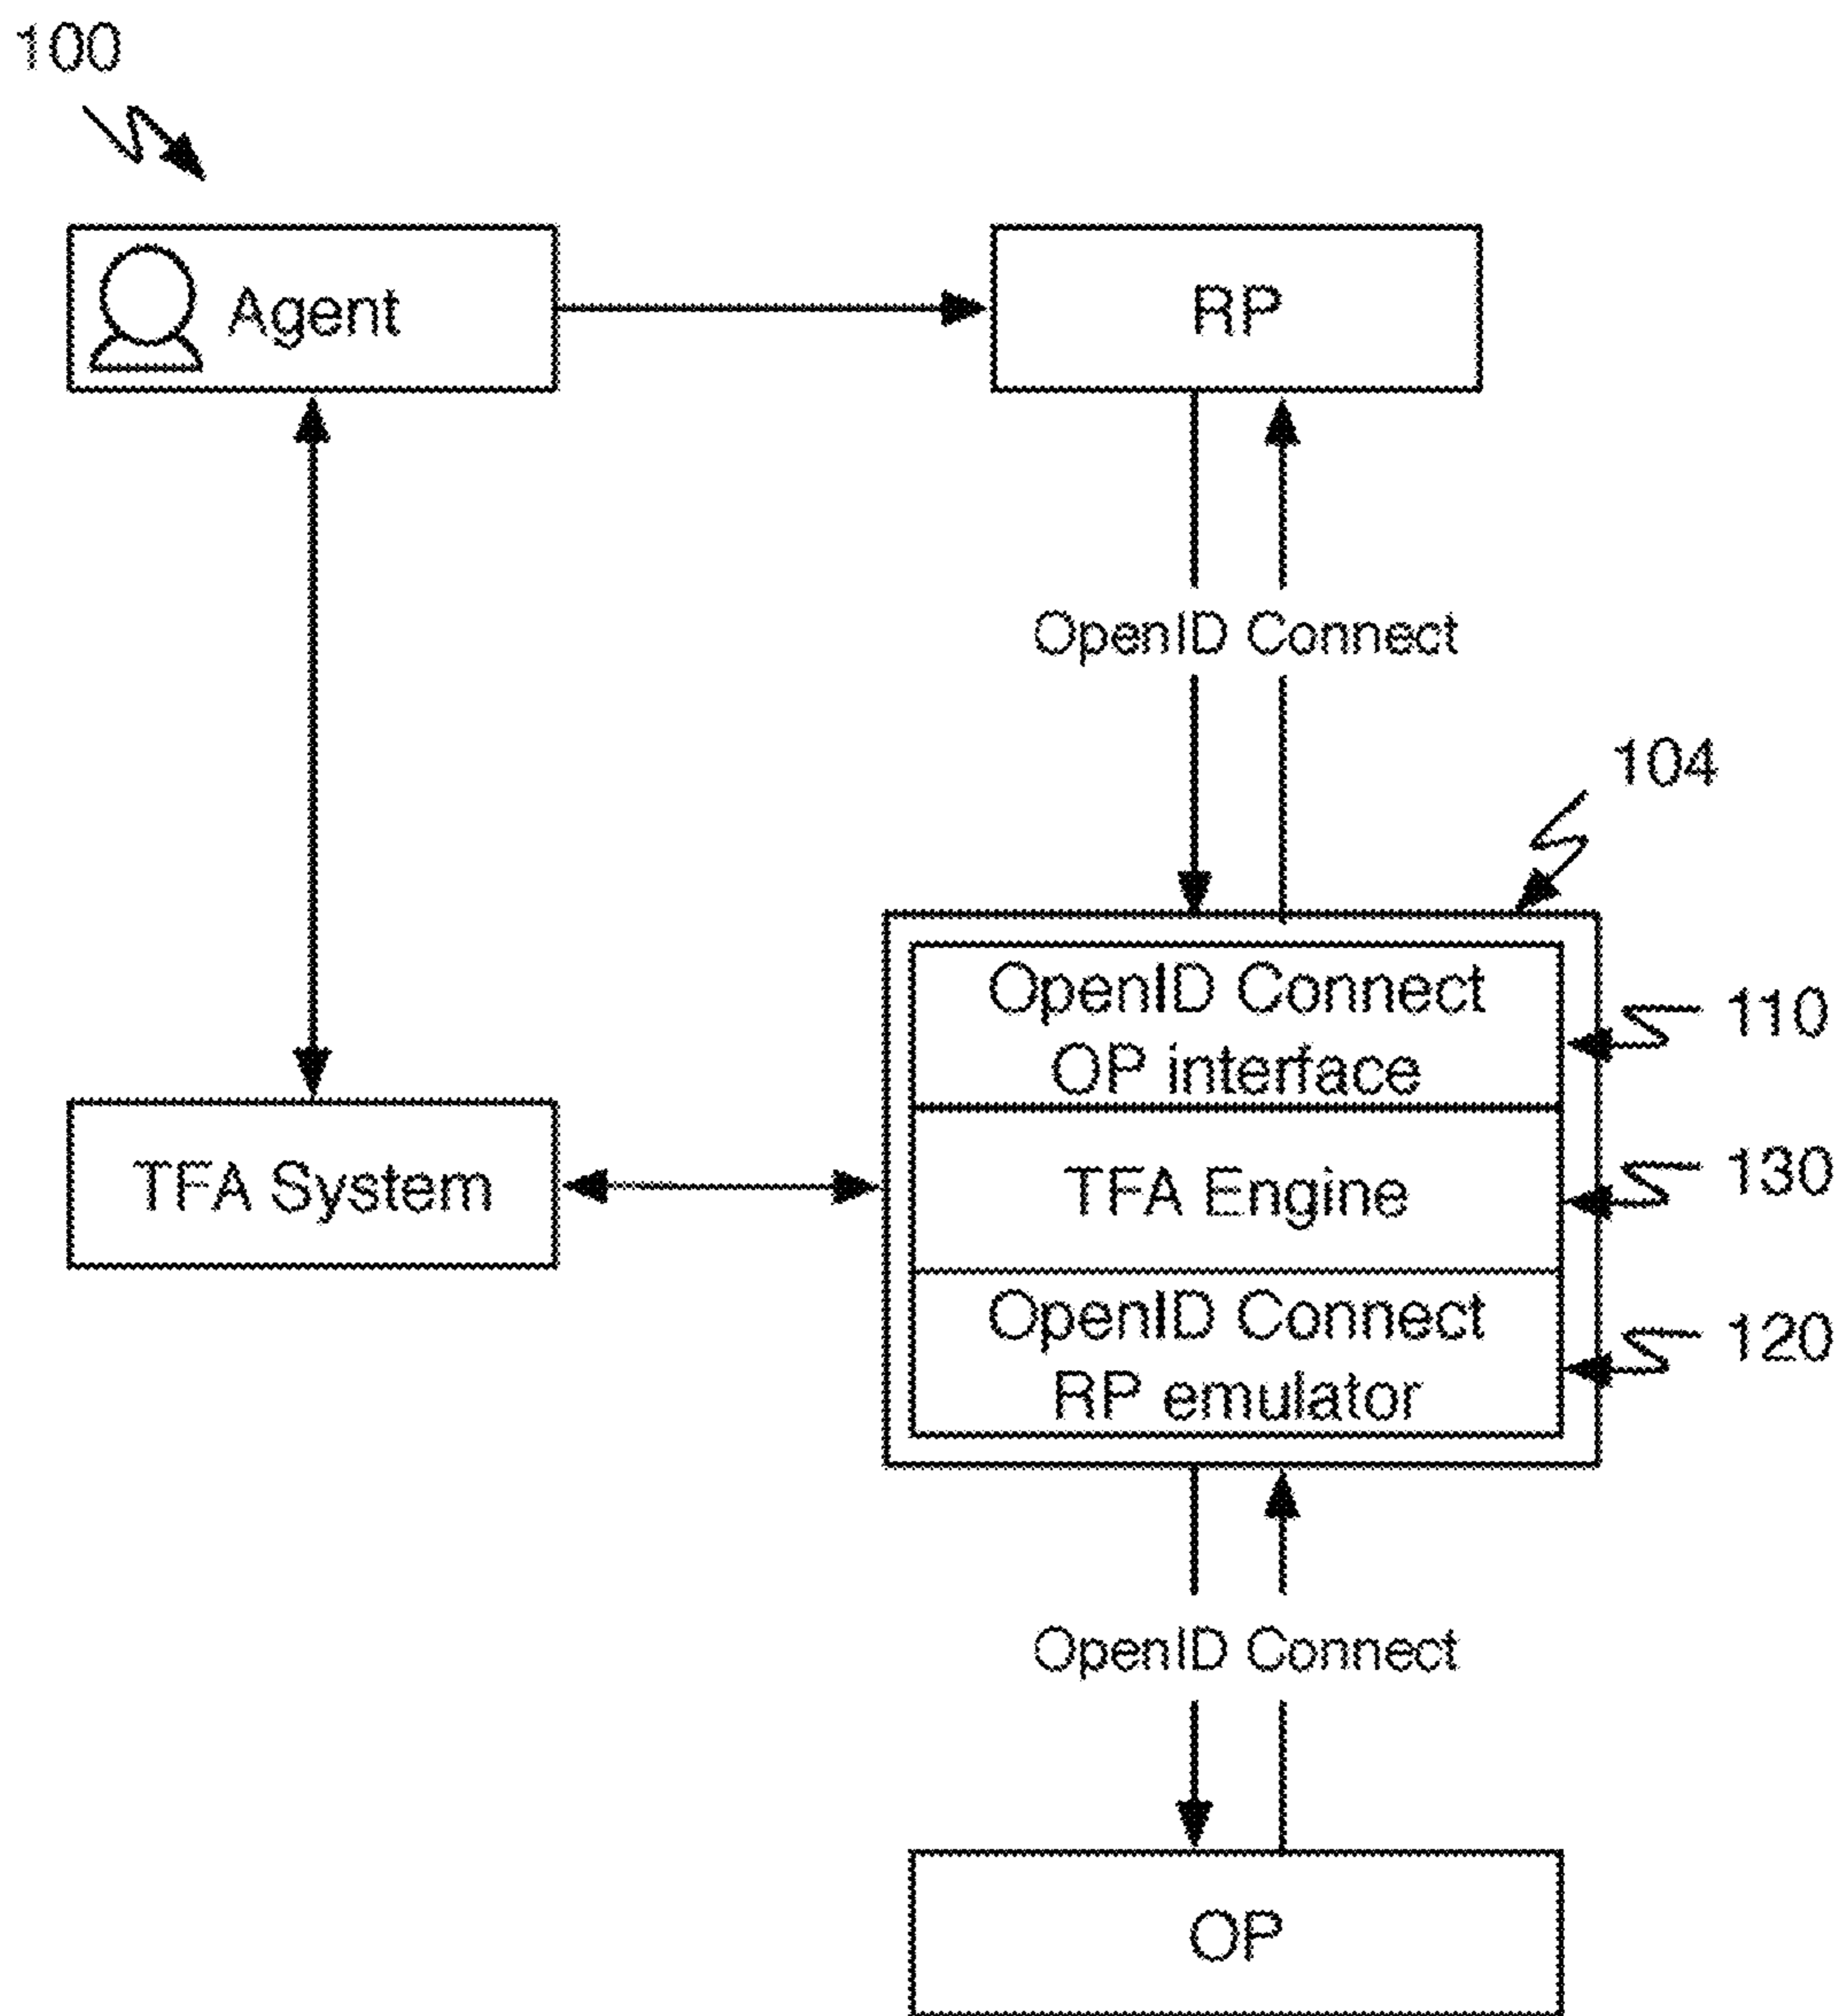 100
Agent
RP
OpenID Connect
104
OpenID Connect
OP interface
110
TFA System
TFA Engine
130
OpenID Connect
RP emulator
120
OpenID Connect
OP